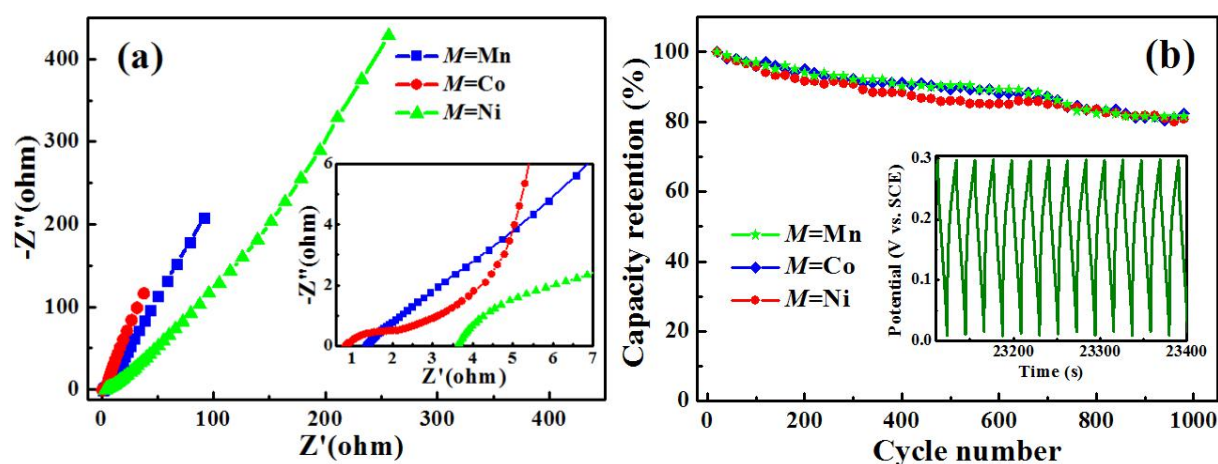 (a)
M=Mn
M=Co
M=Ni
-Z"(ohm)
400
300
200
100
0
0 100 200 300 400
Z'(ohm)
-Z"(ohm)
6
4
2
0
1 2 3 4 5 6 7
Z'(ohm)
(b)
Capacity retention (%)
100
80
60
40
20
0
0 200 400 600 800 1000
Cycle number
M=Mn
M=Co
M=Ni
Potential (V vs. SCE)
0.3
0.2
0.1
0.0
23200 23300 23400
Time (s)